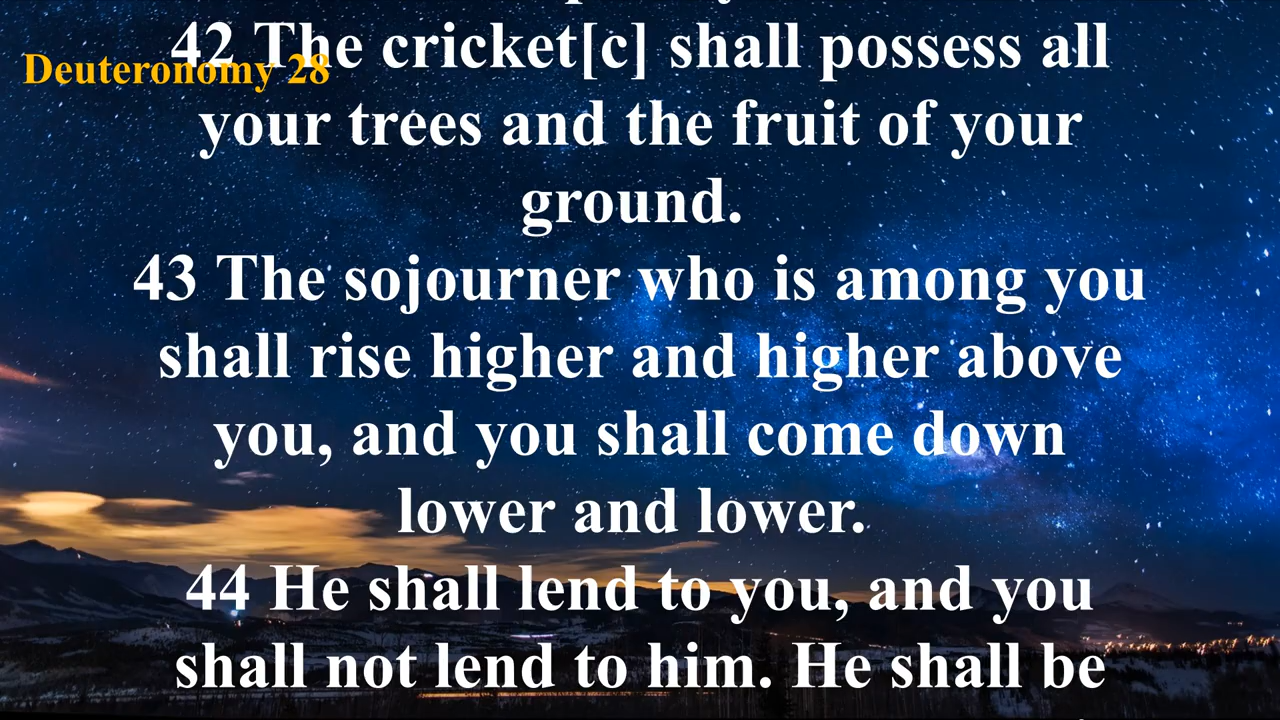 Deuteronomy 28
42 The cricket[c] shall possess all
your trees and the fruit of your
ground.
43 The sojourner who is among you
shall rise higher and higher above
you, and you shall come down
lower and lower.
44 He shall lend to you, and you
shall not lend to him. He shall be